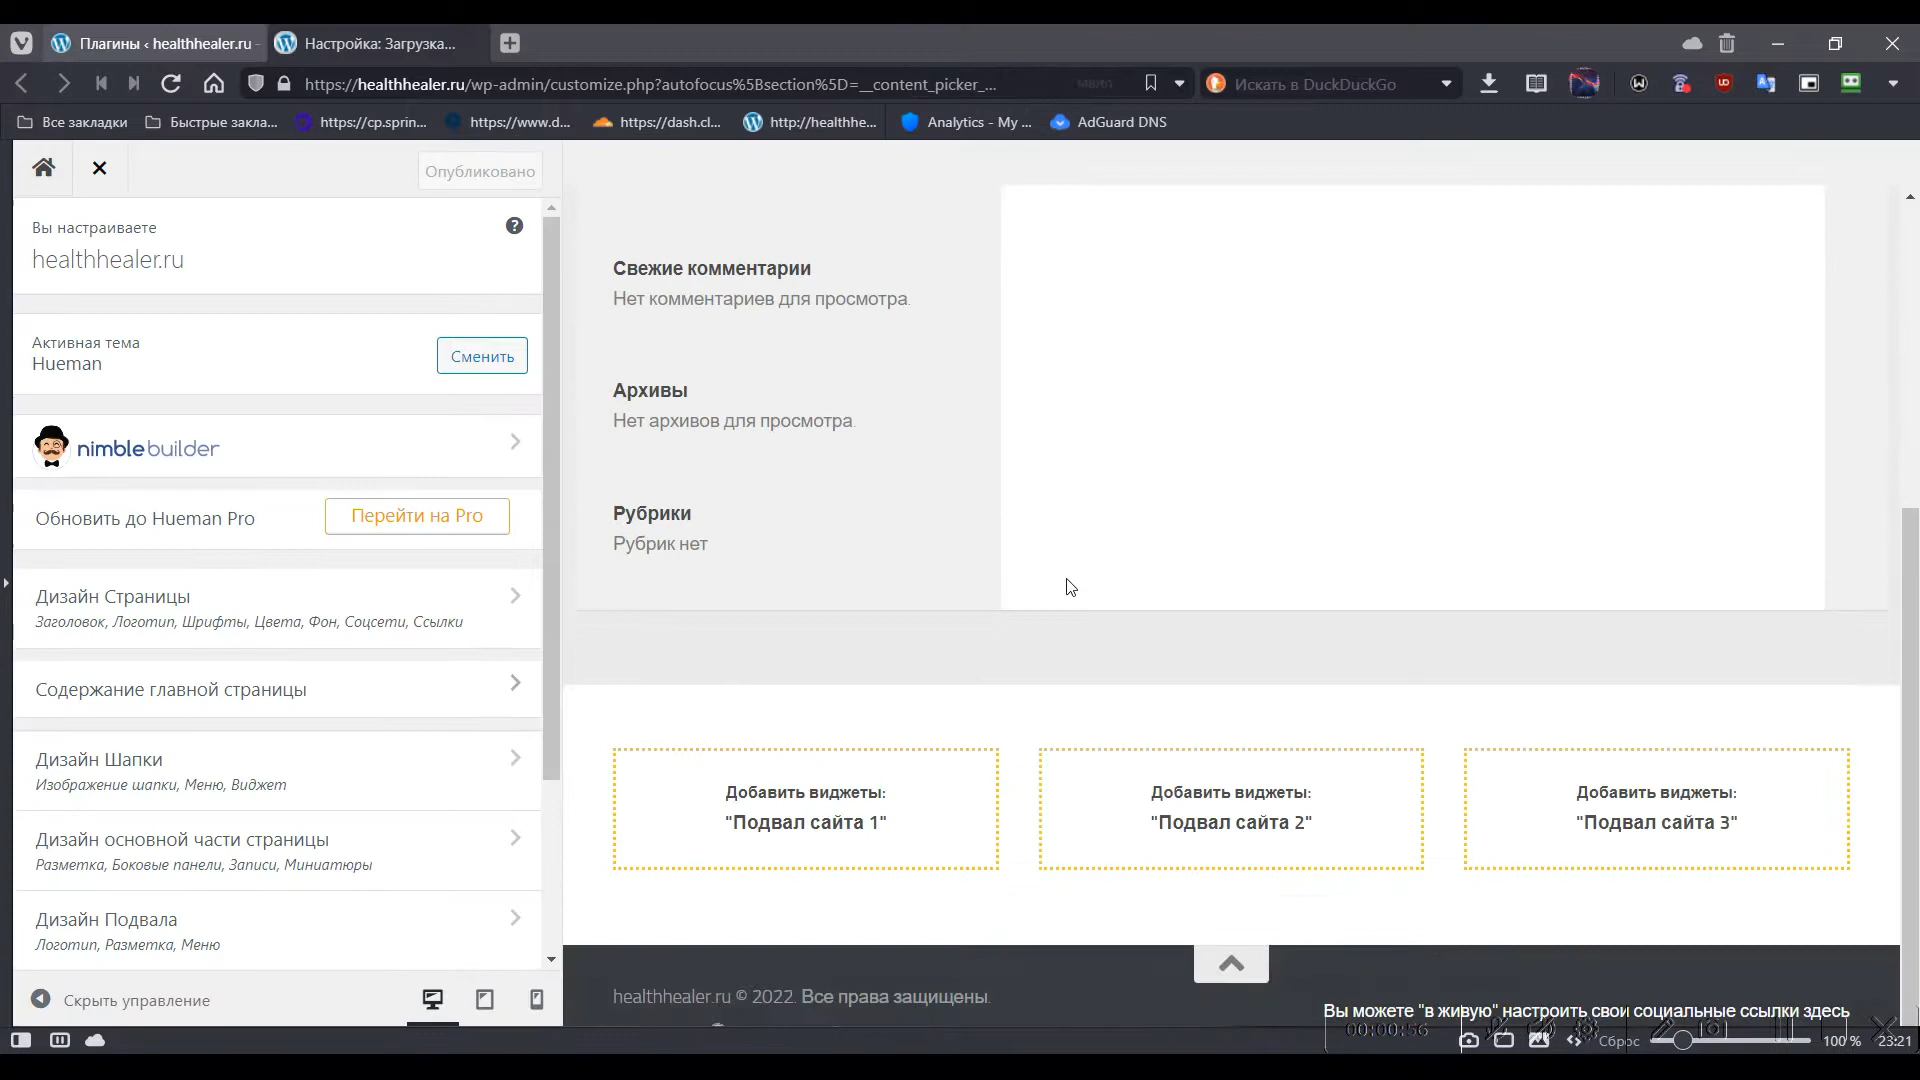 Плагины ‹ healthhealer.ru -
Настройка: Загрузка...
https://healthhealer.ru/wp-admin/customize.php?autofocus%5Bsection%5D=__content_picker_...
Искать в DuckDuckGo
Все закладки
Быстрые закла...
https://cp.sprin...
https://www.d...
https://dash.cl...
http://healthhe...
Analytics - My ...
AdGuard DNS
Опубликовано
Вы настраиваете
healthhealer.ru
Активная тема
Hueman
Сменить
nimblebuilder
Обновить до Hueman Pro
Перейти на Pro
Дизайн Страницы
Заголовок, Логотип, Шрифты, Цвета, Фон, Соцсети, Ссылки
Содержание главной страницы
Дизайн Шапки
Изображение шапки, Меню, Виджет
Дизайн основной части страницы
Разметка, Боковые панели, Записи, Миниатюры
Дизайн Подвала
Логотип, Разметка, Меню
Скрыть управление
Свежие комментарии
Нет комментариев для просмотра.
Архивы
Нет архивов для просмотра.
Рубрики
Рубрик нет
Добавить виджеты:
"Подвал сайта 1"
Добавить виджеты:
"Подвал сайта 2"
Добавить виджеты:
"Подвал сайта 3"
healthhealer.ru © 2022. Все права защищены.
Вы можете "в живую" настроить свои социальные ссылки здесь
00:00:56
Сброс
100 %
23:21